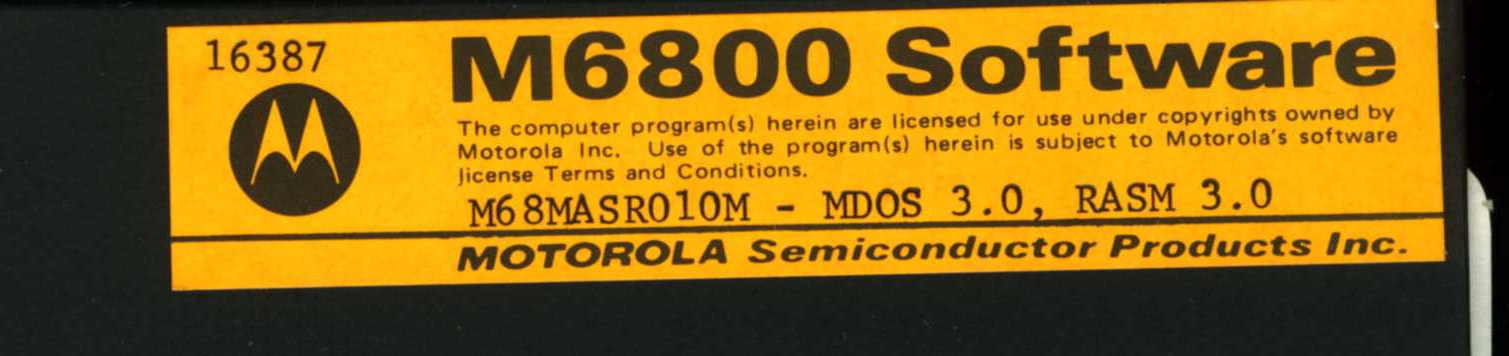 16387
M6800 Software
The computer program(s) herein are licensed for use under copyrights owned by
Motorola Inc. Use of the program(s) herein is subject to Motorola's software
license Terms and Conditions.
M68MASR010M - MDOS 3.0, RASM 3.0
MOTOROLA Semiconductor Products Inc.